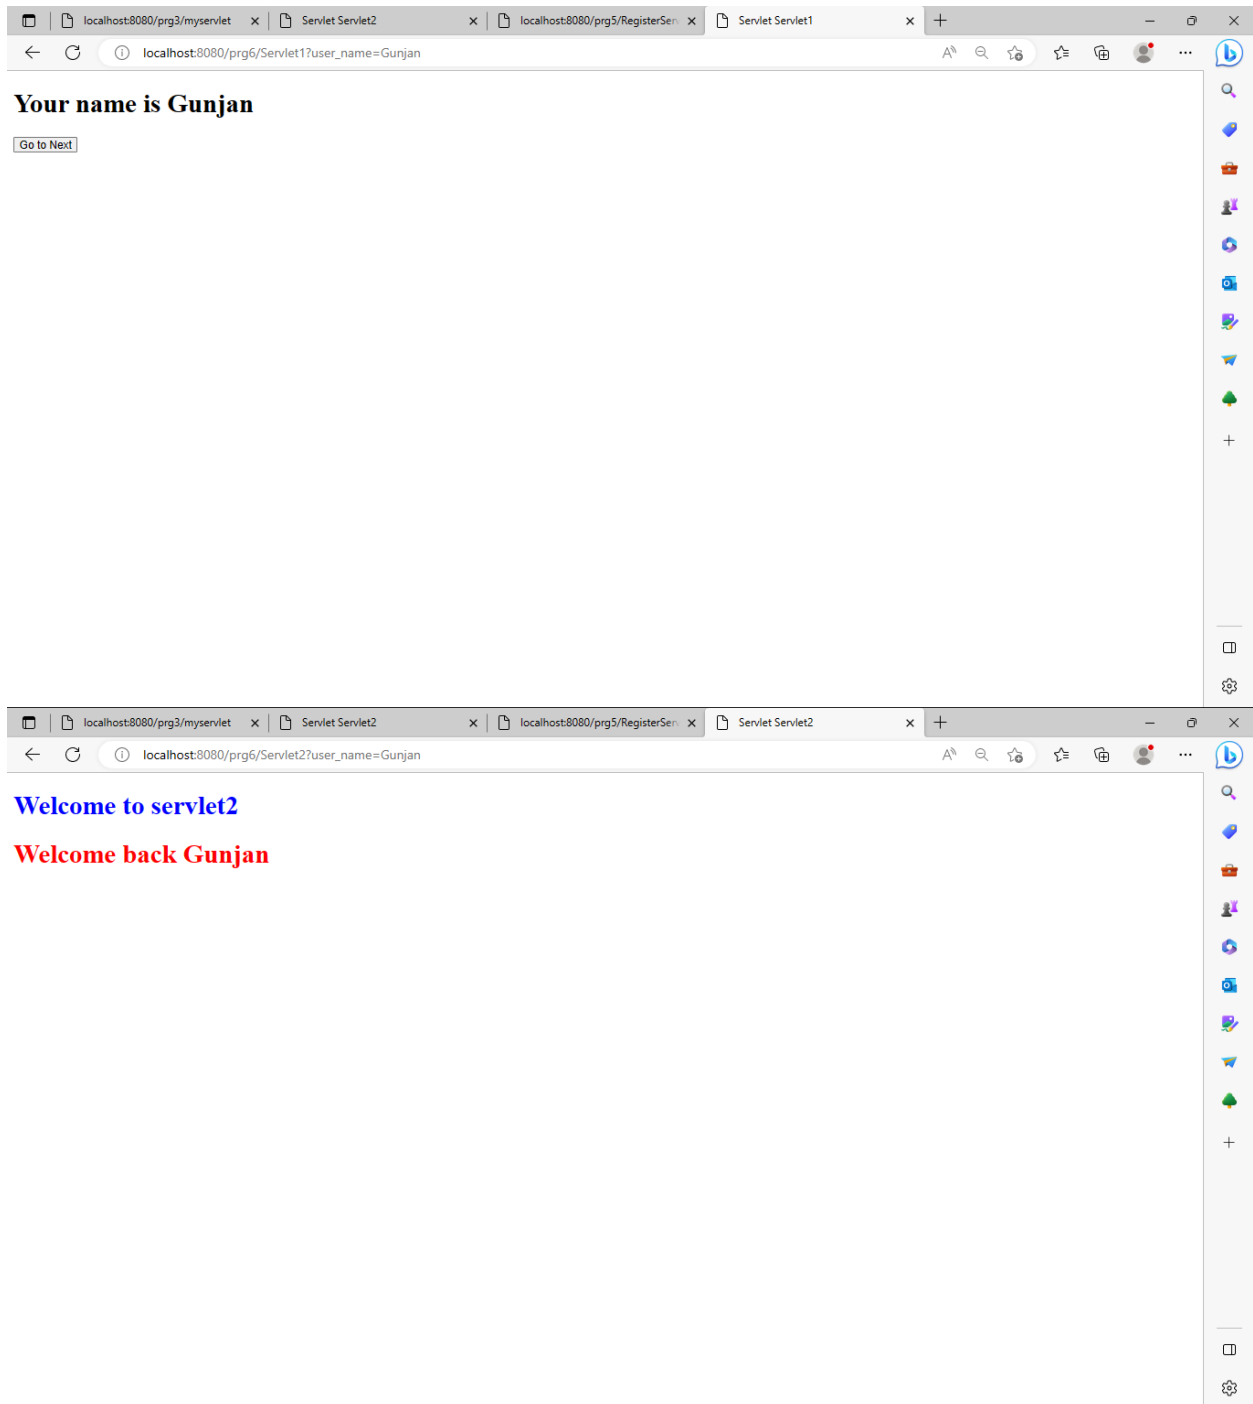 localhost:8080/prg3/myservlet Servlet Servlet2 localhost:8080/prg5/RegisterSer Servlet Servlet1
localhost:8080/prg6/Servlet1?user_name=Gunjan
Your name is Gunjan
Go to Next
localhost:8080/prg3/myservlet Servlet Servlet2 localhost:8080/prg5/RegisterSer Servlet Servlet2
localhost:8080/prg6/Servlet2?user_name=Gunjan
Welcome to servlet2
Welcome back Gunjan